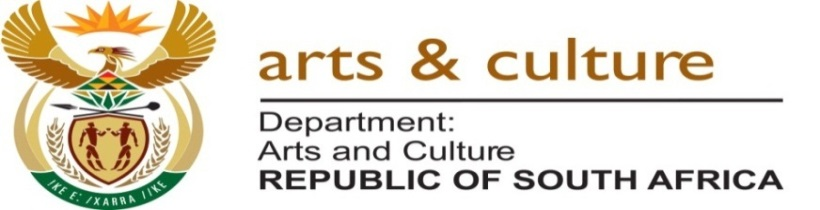 arts & culture
Department:
Arts and Culture
REPUBLIC OF SOUTH AFRICA
!KE E: /XARRA //KE